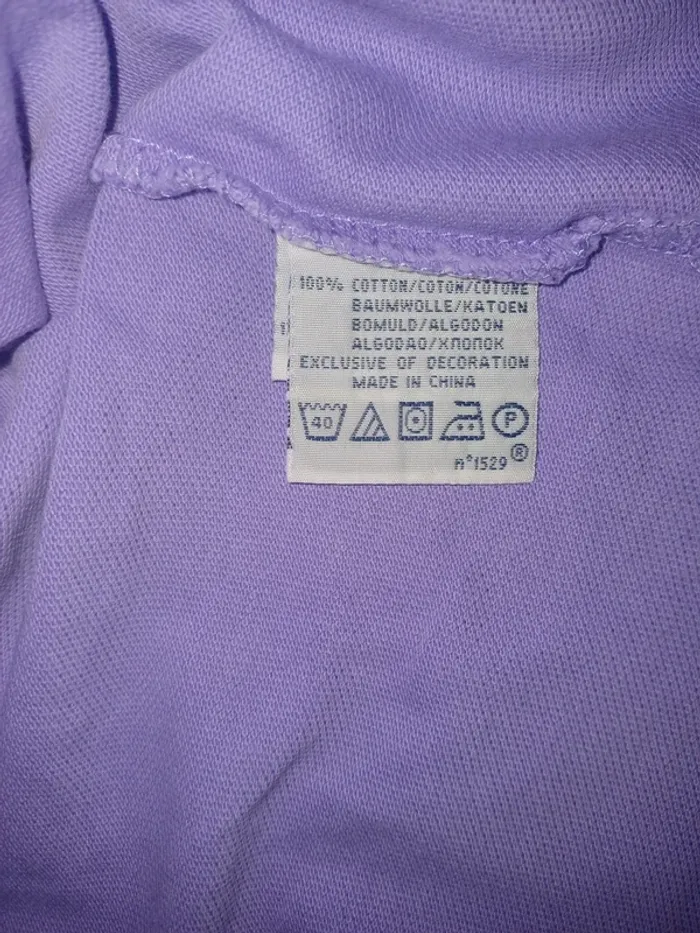 100% COTTON/COTON/COTONE
BAUMWOLLE/KATOEN
BOMULD/ALGODON
ALGODAO/ХЛОПОК
EXCLUSIVE OF DECORATION
MADE IN CHINA
40 P
n°1529 ®